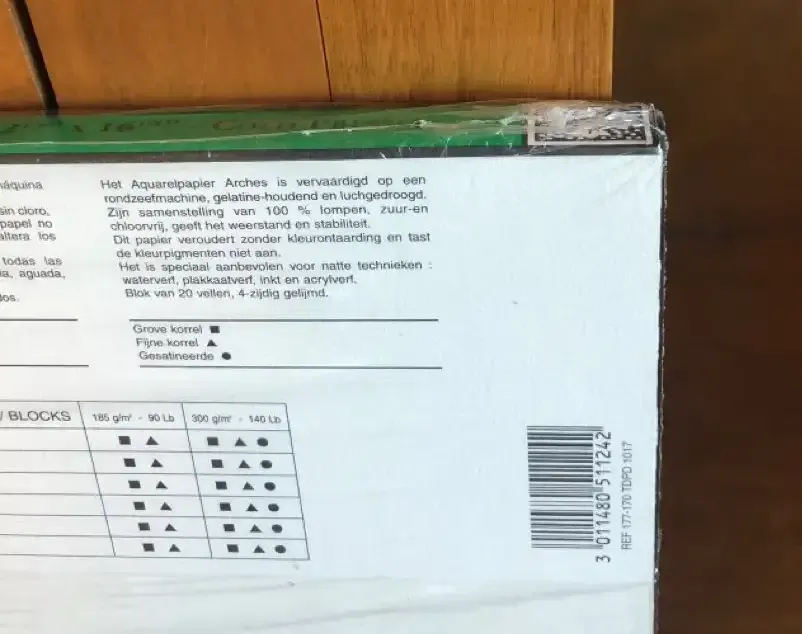 X 16
áquina
sin cloro,
papel no
altera los
todas las
ia, aguada,
dos.
Het Aquarelpapier Arches is vervaardigd op een
rondzeefmachine, gelatine-houdend en luchgedroogd.
Zijn samenstelling van 100 % lompen, zuur-en
chloorvrij, geeft het weerstand en stabiliteit.
Dit papier veroudert zonder kleurontaarding en tast
de kleurpigmenten niet aan.
Het is speciaal aanbevolen voor natte technieken :
waterverf, plakkaatverf, inkt en acrylverf.
Blok van 20 vellen, 4-zijdig gelijmd.
Grove korrel ■
Fijne korrel ▲
Gesatineerde ●
/ BLOCKS 185 g/m² - 90 Lb 300 g/m² - 140 Lb
■ ▲ ■ ▲ ●
■ ▲ ■ ▲ ●
■ ▲ ■ ▲ ●
■ ▲ ■ ▲ ●
■ ▲ ■ ▲ ●
■ ▲ ■ ▲ ●
3 011480 511242
REF 177-170 TDPD 1017